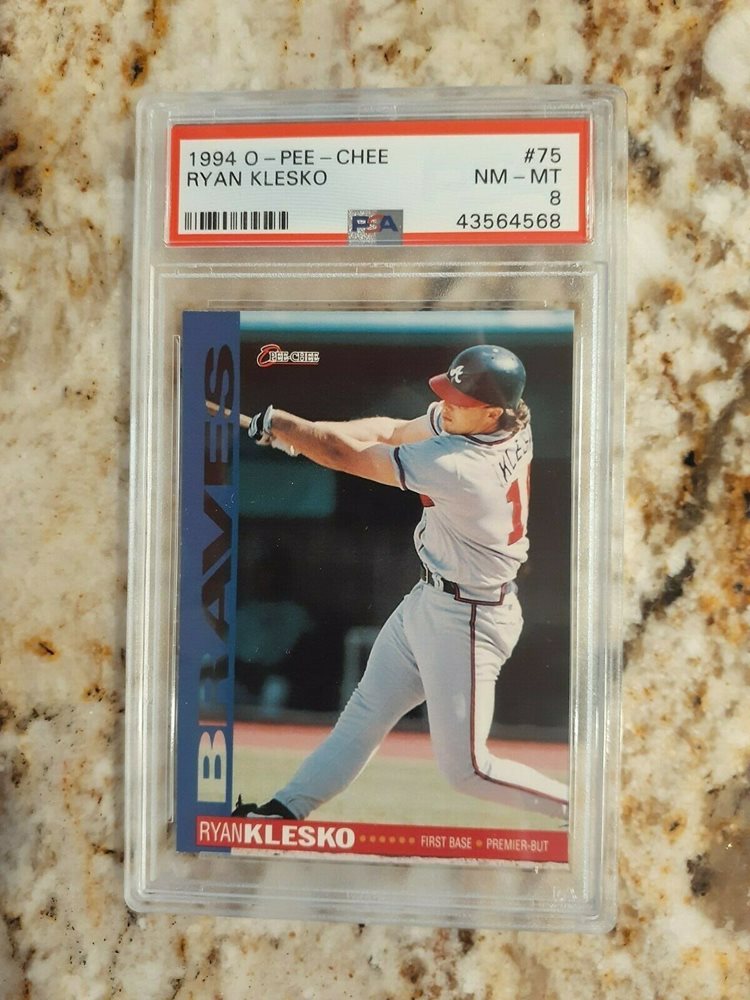 1994 O-PEE-CHEE #75
RYAN KLESKO NM-MT
8
PSA 43564568
O-PEE-CHEE
BRAVES
RYAN KLESKO FIRST BASE • PREMIER-BUT